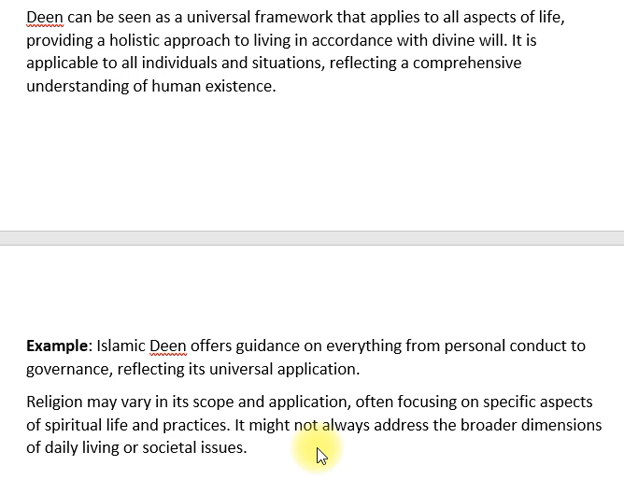 Deen can be seen as a universal framework that applies to all aspects of life,
providing a holistic approach to living in accordance with divine will. It is
applicable to all individuals and situations, reflecting a comprehensive
understanding of human existence.
Example: Islamic Deen offers guidance on everything from personal conduct to
governance, reflecting its universal application.
Religion may vary in its scope and application, often focusing on specific aspects
of spiritual life and practices. It might not always address the broader dimensions
of daily living or societal issues.